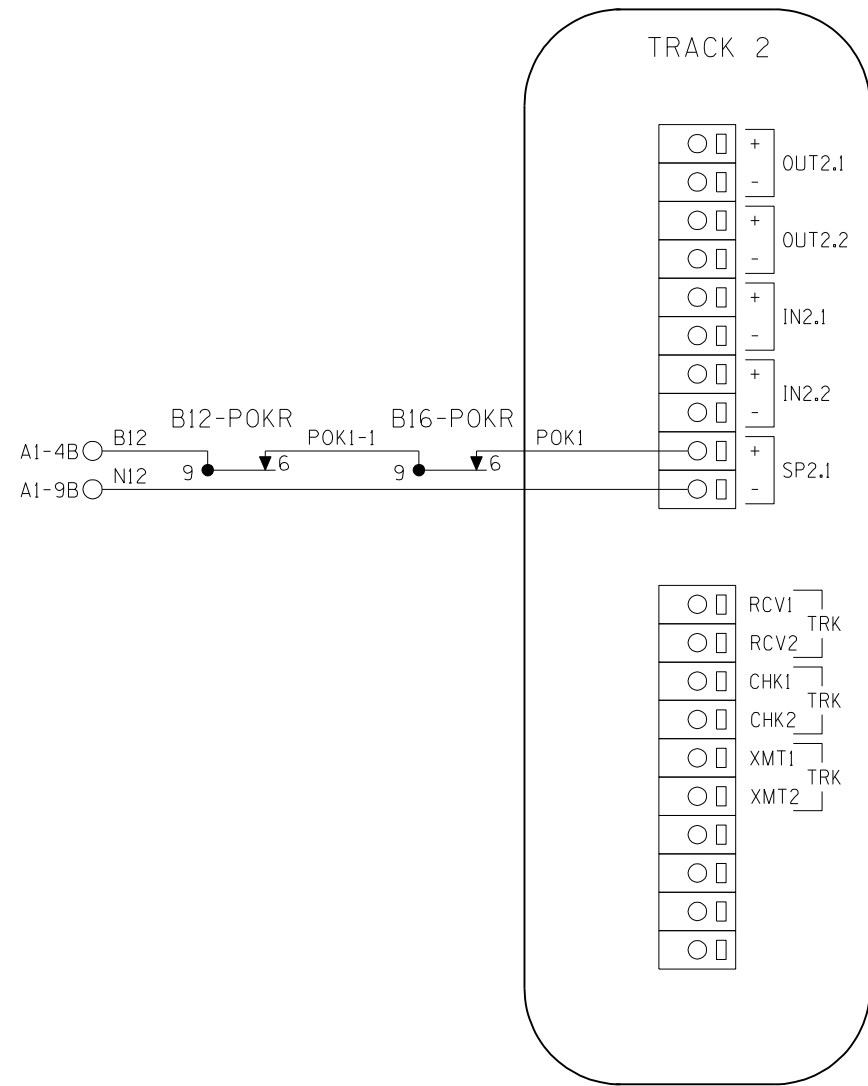 TRACK 2
+
OUT2.1
-
+
OUT2.2
-
+
IN2.1
-
+
IN2.2
-
B12-POKR
B16-POKR
A1-4B
B12
POK1-1
POK1
+
9
6
9
6
SP2.1
A1-9B
N12
-
RCV1
TRK
RCV2
CHK1
TRK
CHK2
XMT1
TRK
XMT2